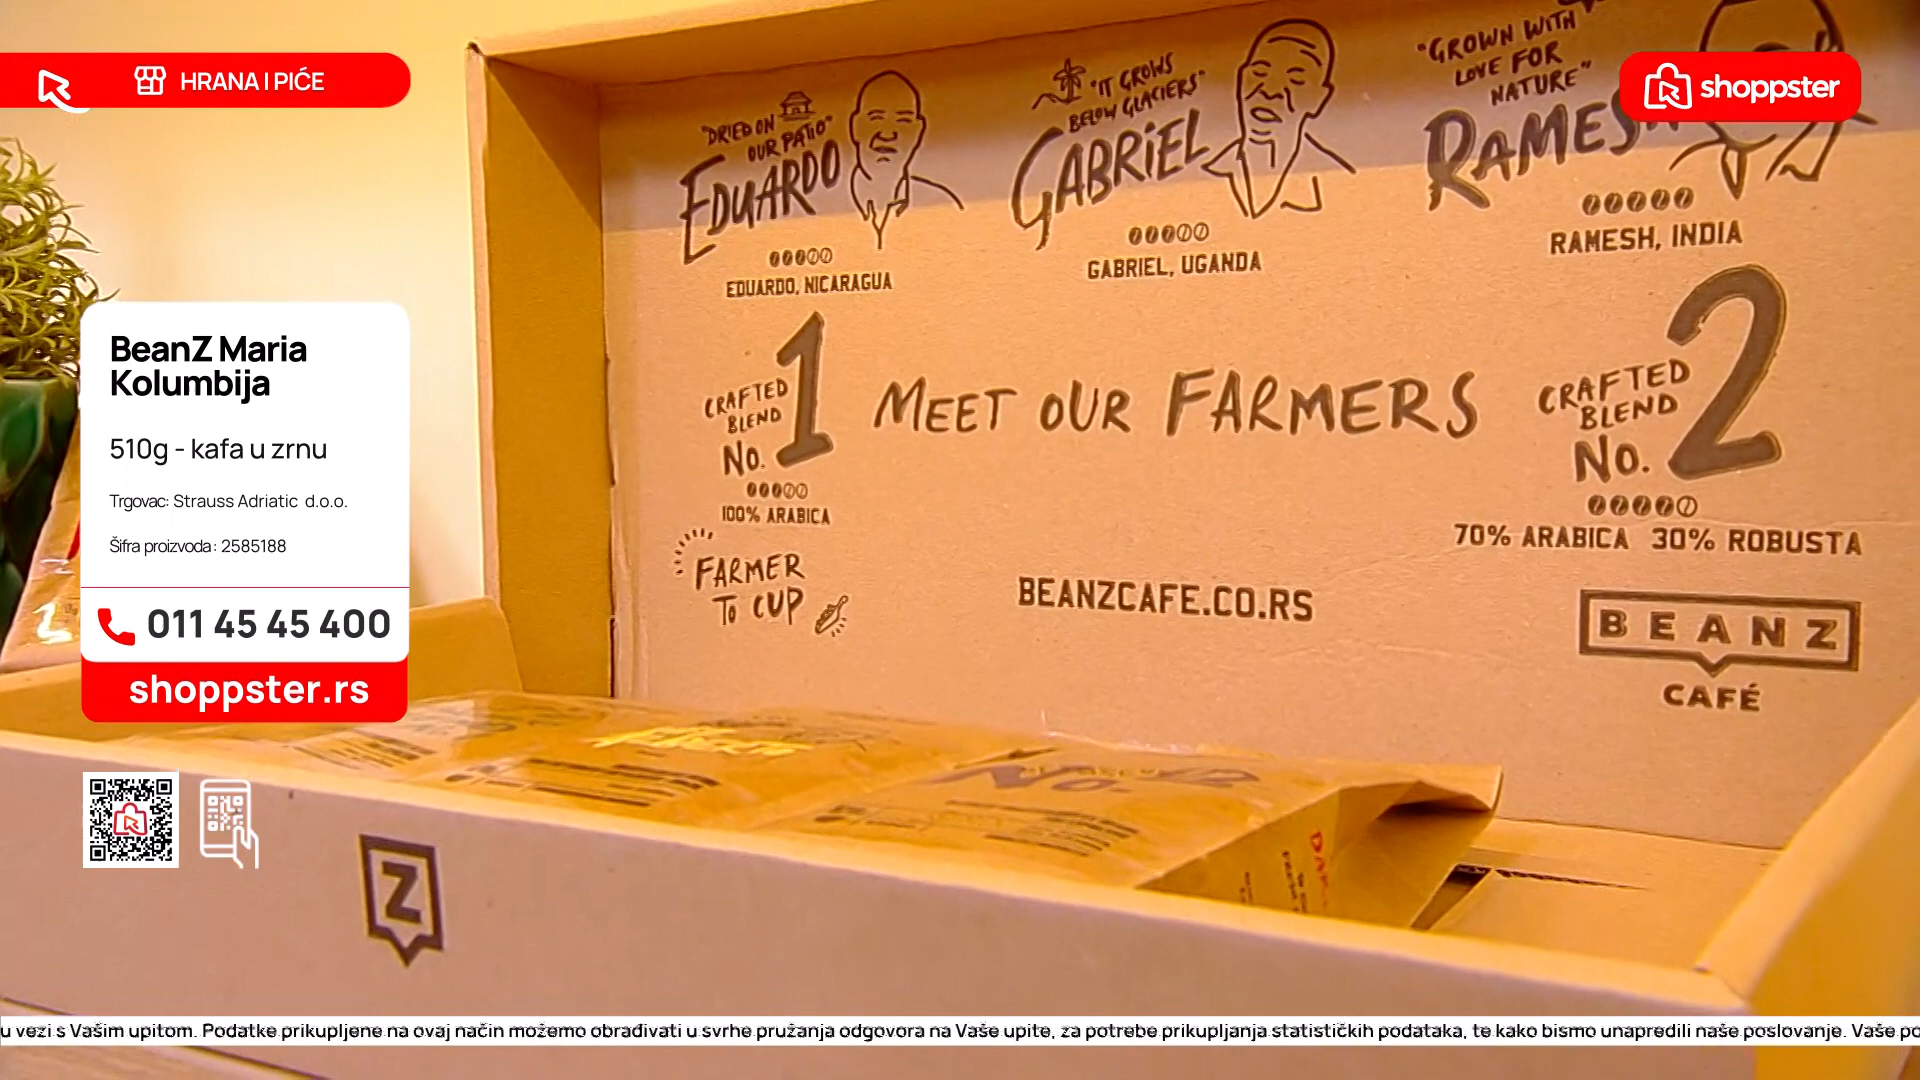 HRANA I PIĆE
shoppster
"DRIED ON
OUR PATIO"
EDUARDO
EDUARDO, NICARAGUA
"IT GROWS
BELOW GLACIERS"
GABRIEL
GABRIEL, UGANDA
"GROWN WITH
LOVE FOR
NATURE"
RAMESH
RAMESH, INDIA
BeanZ Maria
Kolumbija
510g - kafa u zrnu
Trgovac: Strauss Adriatic d.o.o.
Šifra proizvoda: 2585188
011 45 45 400
shoppster.rs
CRAFTED
BLEND
No. 1
100% ARABICA
MEET OUR FARMERS
CRAFTED
BLEND
No. 2
70% ARABICA 30% ROBUSTA
FARMER
TO CUP
BEANZCAFE.CO.RS
BEANZ
CAFÉ
No.
Z
u vezi s Vašim upitom. Podatke prikupljene na ovaj način možemo obrađivati u svrhe pružanja odgovora na Vaše upite, za potrebe prikupljanja statističkih podataka, te kako bismo unapredili naše poslovanje. Vaše po